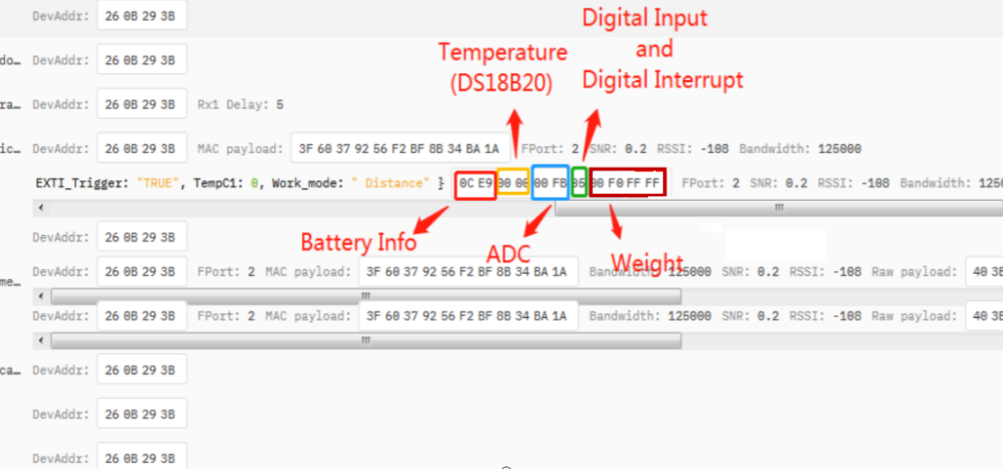 DevAddr: 26 0B 29 3B
Digital Input
and
Digital Interrupt
Temperature
(DS18B20)
do… DevAddr: 26 0B 29 3B
ra… DevAddr: 26 0B 29 3B Rx1 Delay: 5
ic… DevAddr: 26 0B 29 3B MAC payload: 3F 60 37 92 56 F2 BF 8B 34 BA 1A FPort: 2 SNR: 0.2 RSSI: -108 Bandwidth: 125000
EXTI_Trigger: "TRUE", TempC1: 0, Work_mode: " Distance" } 0C E9 00 00 00 FB 05 00 F0 FF FF FPort: 2 SNR: 0.2 RSSI: -108 Bandwidth: 1250
Battery Info
ADC
Weight
DevAddr: 26 0B 29 3B
me… DevAddr: 26 0B 29 3B FPort: 2 MAC payload: 3F 60 37 92 56 F2 BF 8B 34 BA 1A Bandwidth: 125000 SNR: 0.2 RSSI: -108 Raw payload: 40 3B
DevAddr: 26 0B 29 3B FPort: 2 MAC payload: 3F 60 37 92 56 F2 BF 8B 34 BA 1A Bandwidth: 125000 SNR: 0.2 RSSI: -108 Raw payload: 40 3B
ca… DevAddr: 26 0B 29 3B
DevAddr: 26 0B 29 3B
DevAddr: 26 0B 29 3B